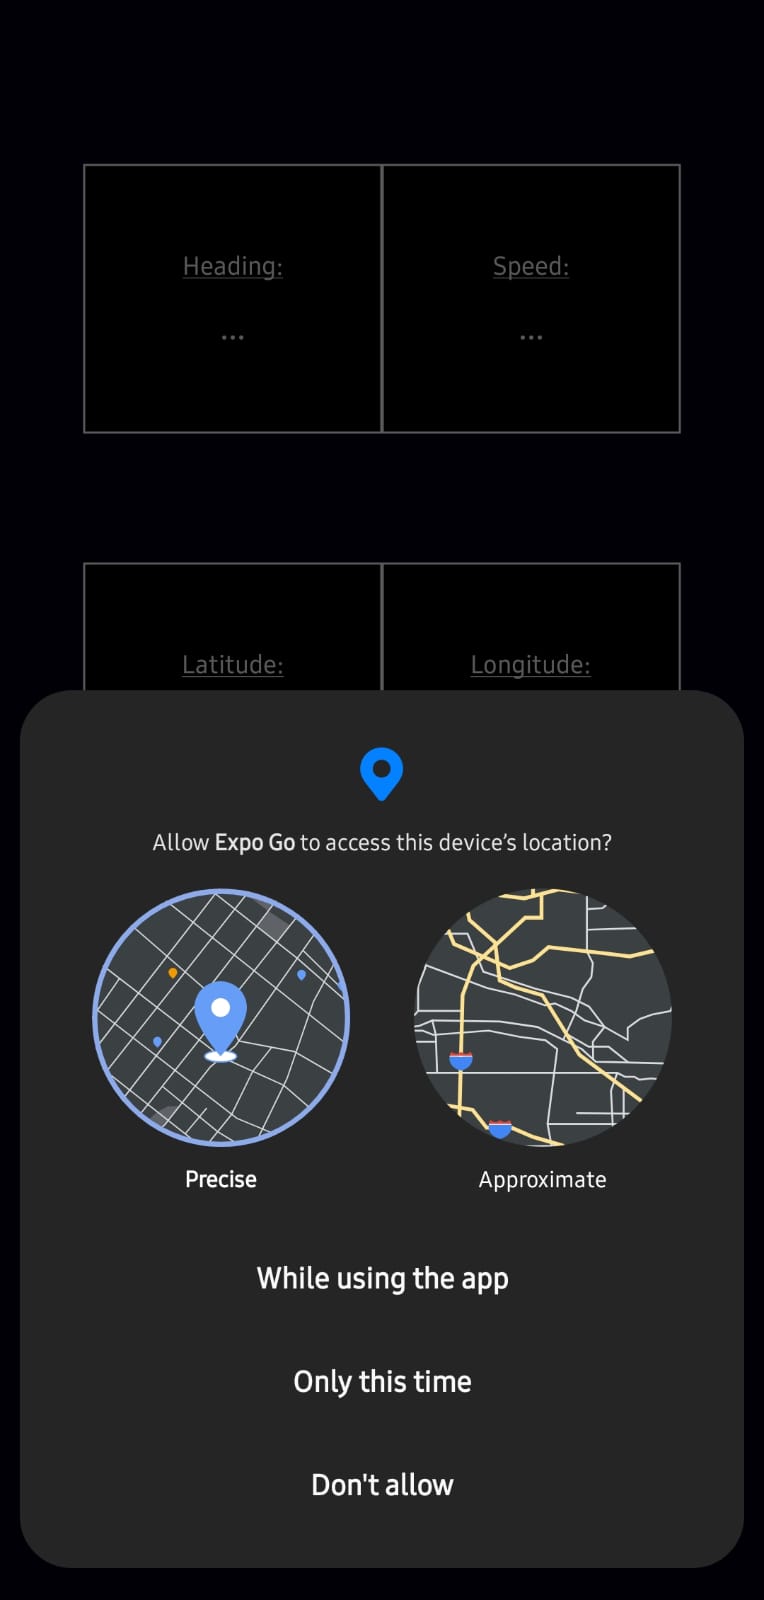 Heading:
Speed:
...
...
Latitude:
Longitude:
Allow Expo Go to access this device’s location?
Precise
Approximate
While using the app
Only this time
Don't allow